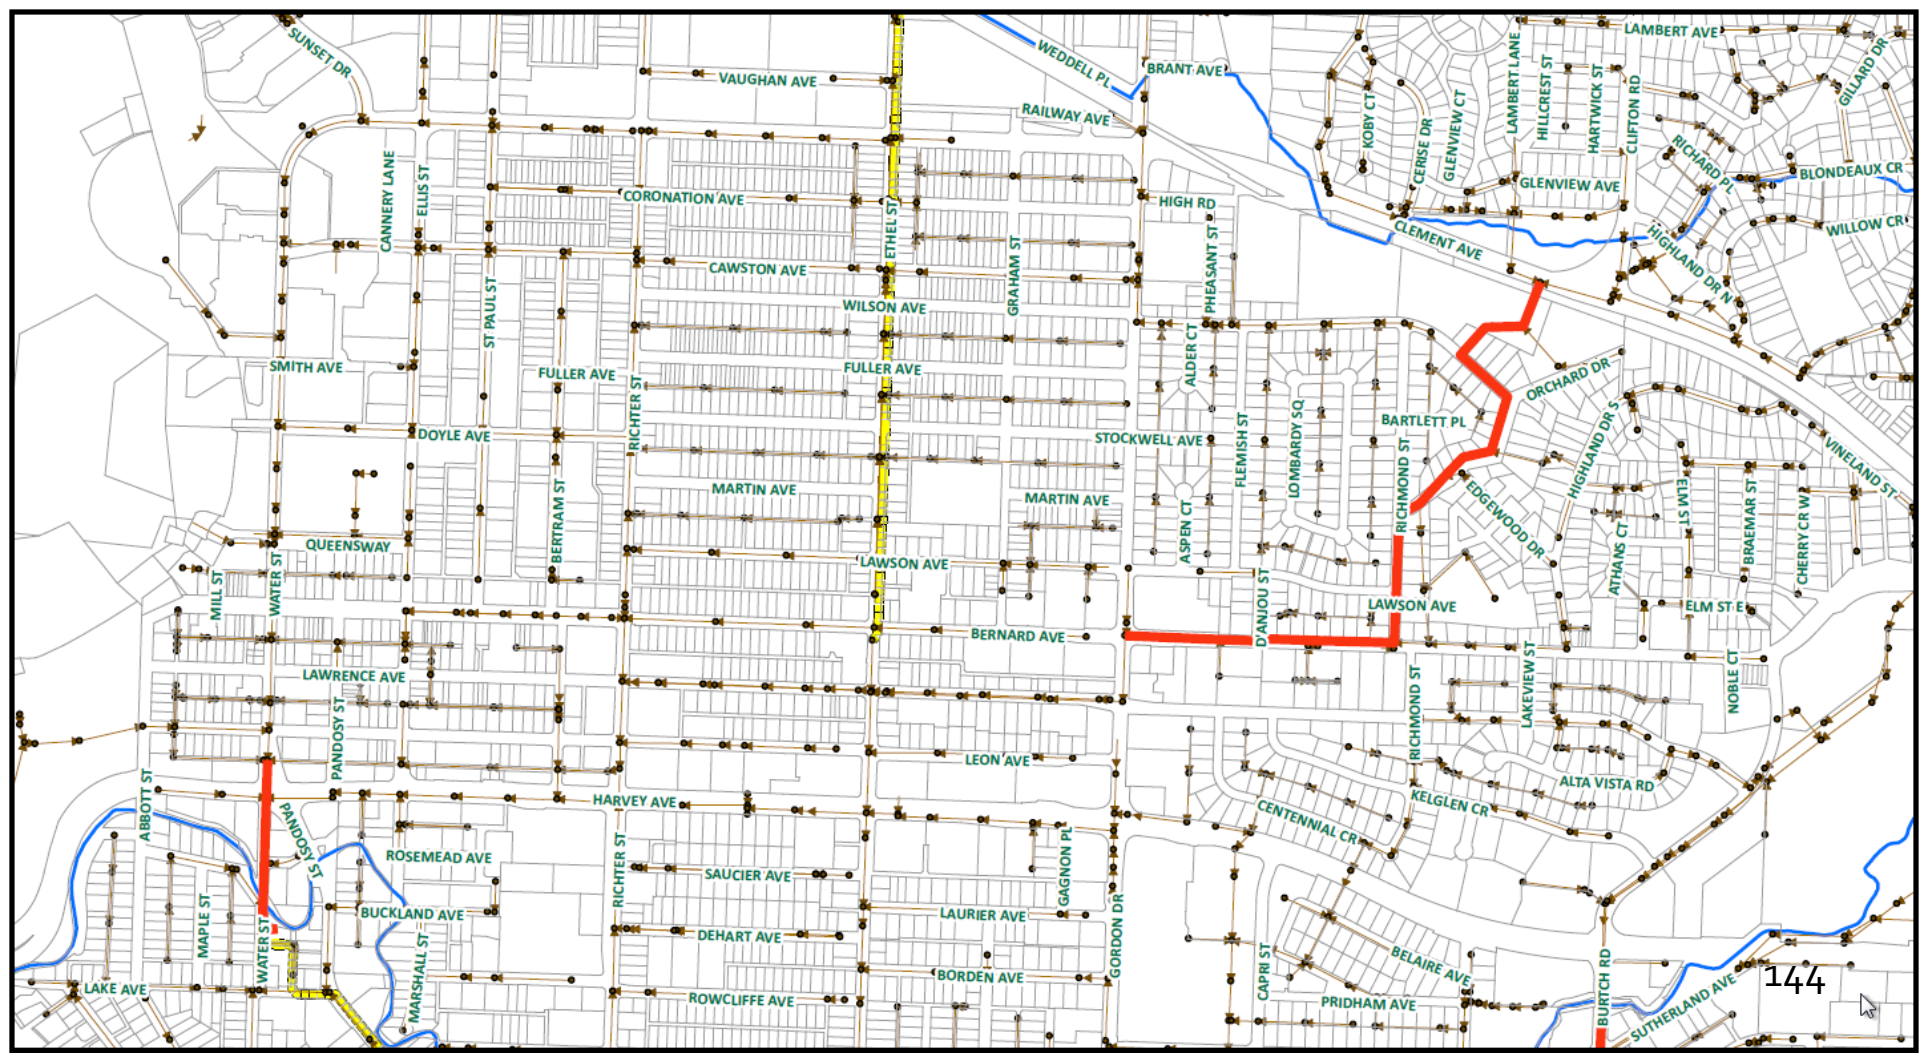 SUNSET DR
VAUGHAN AVE
WEDDELL PL
BRANT AVE
LAMBERT AVE
GILLARD DR
RAILWAY AVE
KOBY CT
CERISE DR
GLENVIEW CT
LAMBERT LANE
HILLCREST ST
HARTWICK ST
CLIFTON RD
RICHARD PL
BLONDEAUX CR
CANNERY LANE
ELLIS ST
CORONATION AVE
ETHEL ST
HIGH RD
GLENVIEW AVE
WILLOW CR
CLEMENT AVE
HIGHLAND DR N
CAWSTON AVE
GRAHAM ST
PHEASANT ST
ST PAUL ST
WILSON AVE
SMITH AVE
FULLER AVE
FULLER AVE
ALDER CT
ORCHARD DR
RICHTER ST
DOYLE AVE
STOCKWELL AVE
FLEMISH ST
LOMBARDY SQ
BARTLETT PL
HIGHLAND DR S
VINELAND ST
MARTIN AVE
MARTIN AVE
RICHMOND ST
EDGEWOOD DR
ELM ST
BRAEMAR ST
CHERRY CR W
BERTRAM ST
ASPEN CT
ATHANS CT
QUEENSWAY
LAWSON AVE
MILL ST
WATER ST
D'ANJOU ST
LAWSON AVE
ELM ST E
BERNARD AVE
LAWRENCE AVE
PANDOSY ST
RICHMOND ST
LAKEVIEW ST
NOBLE CT
LEON AVE
ALTA VISTA RD
ABBOTT ST
HARVEY AVE
KELGLEN CR
CENTENNIAL CR
PANDOSY ST
ROSEMEAD AVE
RICHTER ST
SAUCIER AVE
GAGNON PL
MAPLE ST
BUCKLAND AVE
LAURIER AVE
WATER ST
MARSHALL ST
DEHART AVE
GORDON DR
CAPRI ST
BELAIRE AVE
BORDEN AVE
BURTCH RD
144
LAKE AVE
ROWCLIFFE AVE
PRIDHAM AVE
SUTHERLAND AVE